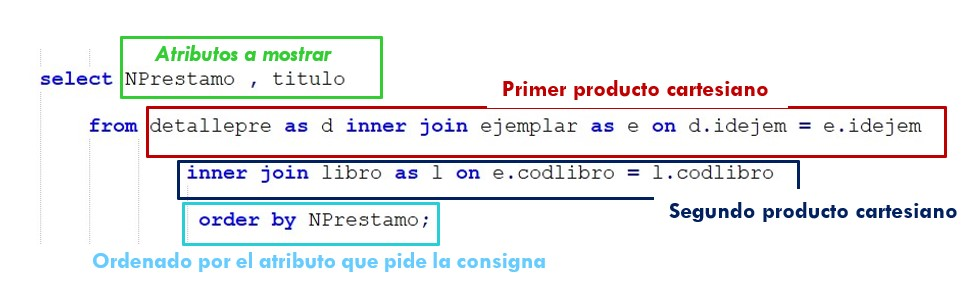 Atributos a mostrar
select NPrestamo , titulo
Primer producto cartesiano
from detallepre as d inner join ejemplar as e on d.idejem = e.idejem
inner join libro as l on e.codlibro = l.codlibro
Segundo producto cartesiano
order by NPrestamo;
Ordenado por el atributo que pide la consigna